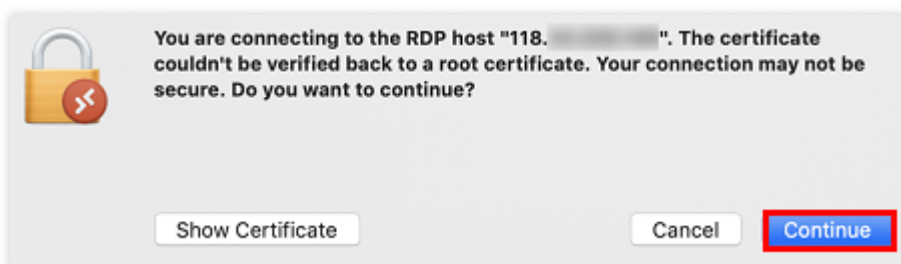 You are connecting to the RDP host "118. ". The certificate
couldn't be verified back to a root certificate. Your connection may not be
secure. Do you want to continue?
Show Certificate Cancel Continue